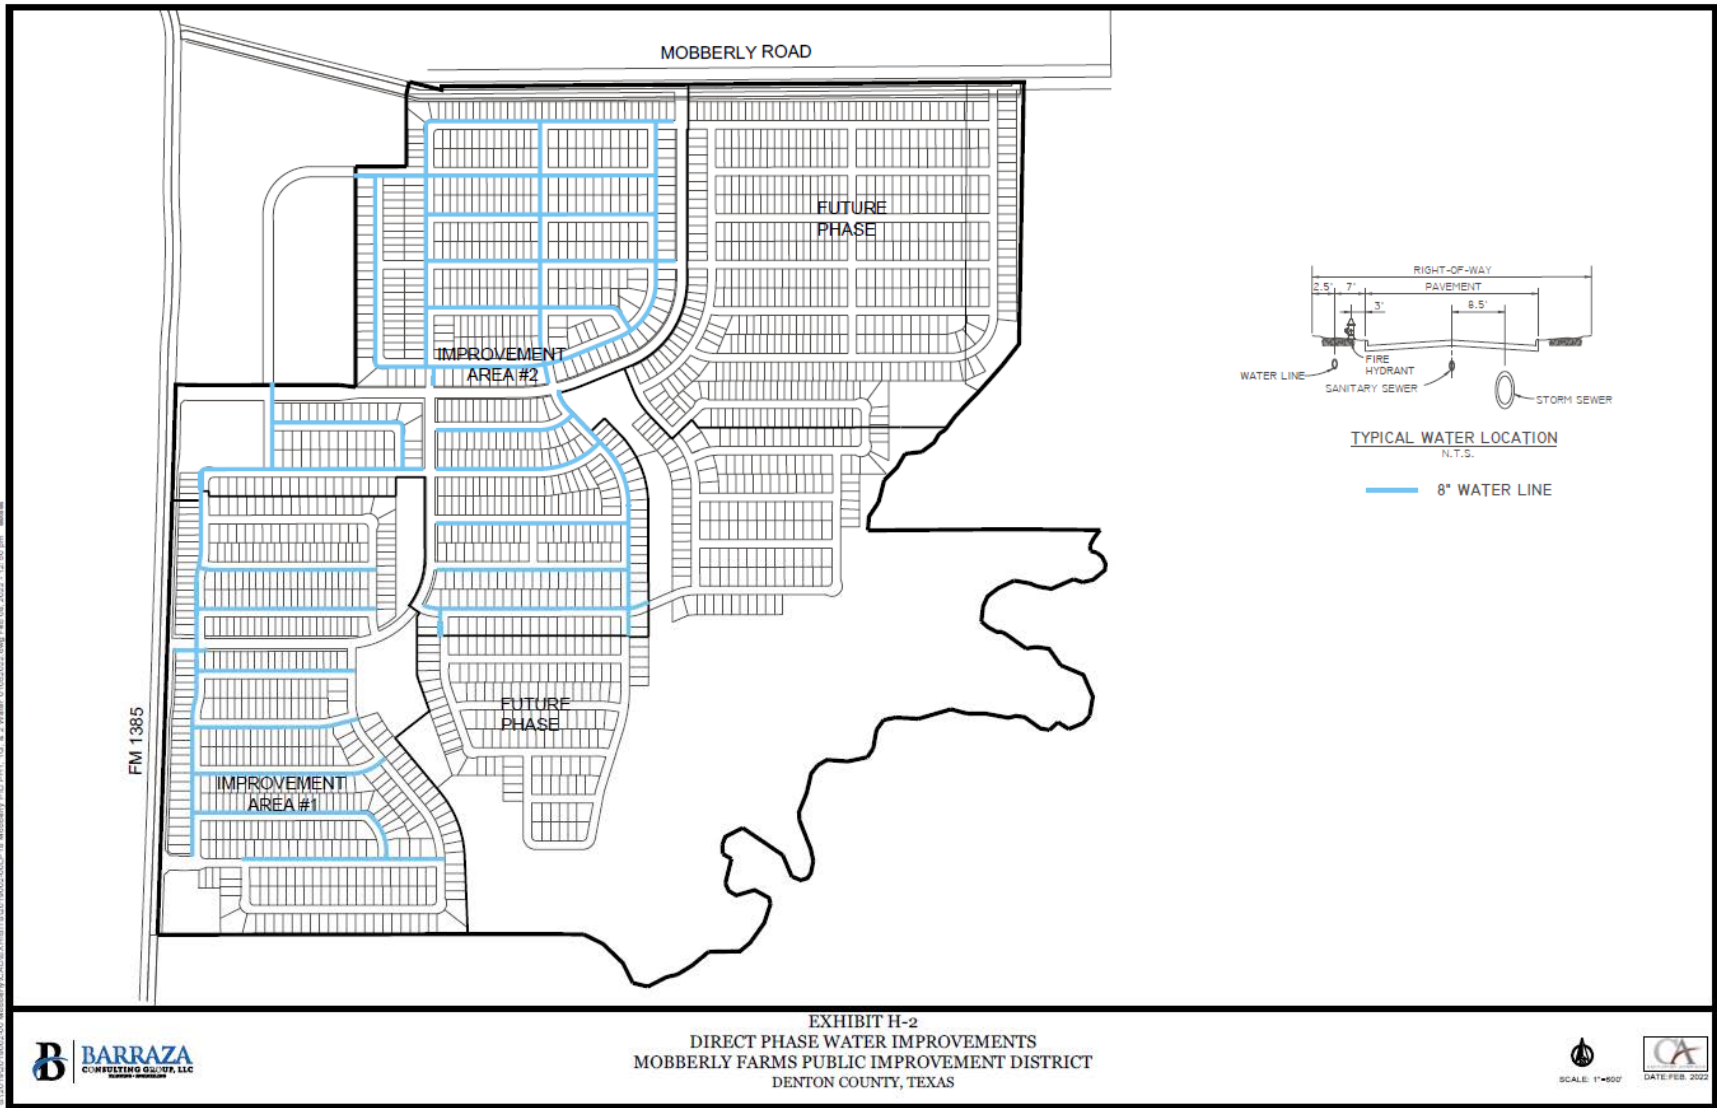 MOBBERLY ROAD
FUTURE
PHASE
RIGHT-OF-WAY
2.5' 7' PAVEMENT
3' 8.5'
FIRE
HYDRANT
WATER LINE
SANITARY SEWER
STORM SEWER
TYPICAL WATER LOCATION
N.T.S.
8" WATER LINE
IMPROVEMENT
AREA #2
FM 1385
FUTURE
PHASE
IMPROVEMENT
AREA #1
EXHIBIT H-2
DIRECT PHASE WATER IMPROVEMENTS
MOBBERLY FARMS PUBLIC IMPROVEMENT DISTRICT
DENTON COUNTY, TEXAS
B BARRAZA
CONSULTING GROUP, LLC
SCALE: 1"=600'
CA
DATE:FEB. 2022